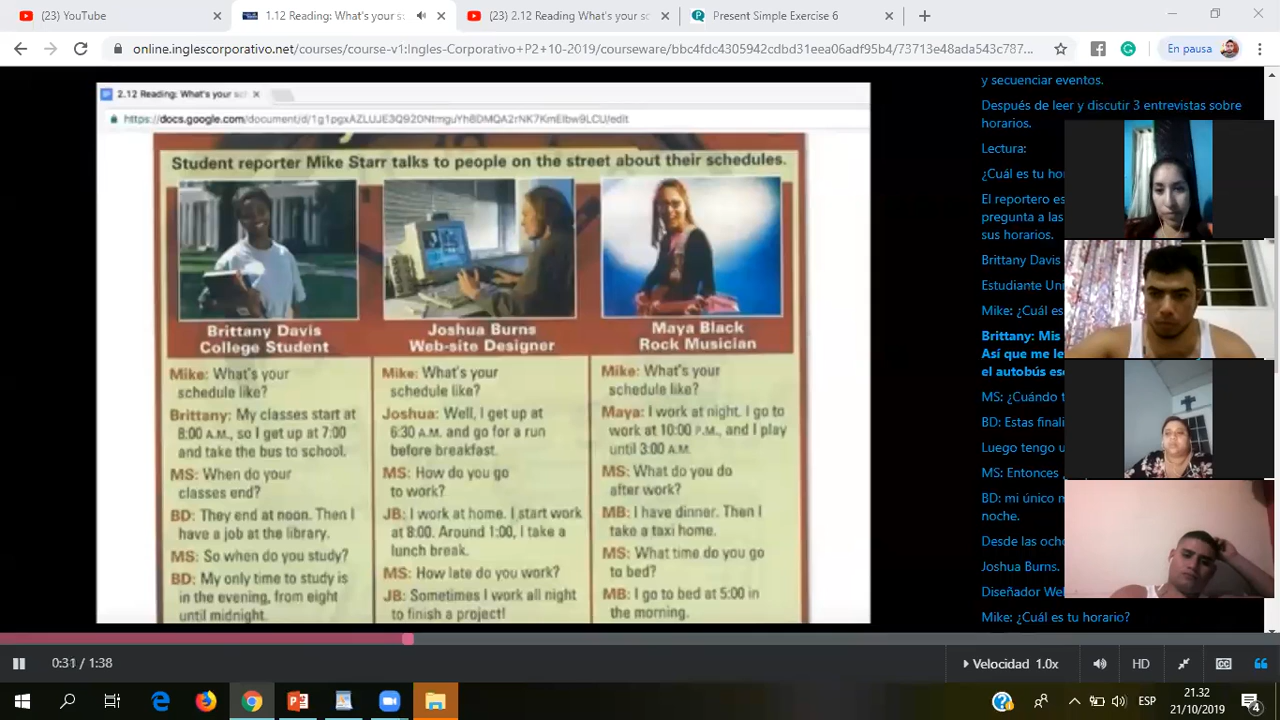 (23) YouTube
1.12 Reading: What's your s
(23) 2.12 Reading What's your s
Present Simple Exercise 6
online.inglescorporativo.net/courses/course-v1:Ingles-Corporativo+P2+10-2019/courseware/bbc4fdc4305942cdbd31eea06adf95b4/73713e48ada543c787...
En pausa
2.12 Reading: What's your sc
Student reporter Mike Starr talks to people on the street about their schedules.
Brittany Davis
College Student
Mike: What's your
schedule like?
Brittany: My classes start at
8:00 A.M., so I get up at 7:00
and take the bus to school.
MS: When do your
classes end?
BD: They end at noon. Then I
have a job at the library.
MS: So when do you study?
BD: My only time to study is
in the evening, from eight
until midnight.
Joshua Burns
Web-site Designer
Mike: What's your
schedule like?
Joshua: Well, I get up at
6:30 A.M. and go for a run
before breakfast.
MS: How do you go
to work?
JB: I work at home. I start work
at 8:00. Around 1:00, I take a
lunch break.
MS: How late do you work?
JB: Sometimes I work all night
to finish a project!
Maya Black
Rock Musician
Mike: What's your
schedule like?
Maya: I work at night. I go to
work at 10:00 P.M., and I play
until 3:00 A.M.
MS: What do you do
after work?
MB: I have dinner. Then I
take a taxi home.
MS: What time do you go
to bed?
MB: I go to bed at 5:00 in
the morning.
y secuenciar eventos.
Después de leer y discutir 3 entrevistas sobre
horarios.
Lectura:
¿Cuál es tu ho
El reportero es
pregunta a las
sus horarios.
Brittany Davis
Estudiante Uni
Mike: ¿Cuál es
Brittany: Mis
Así que me le
el autobús es
MS: ¿Cuándo t
BD: Estas finali
Luego tengo u
MS: Entonces
BD: mi único m
noche.
Desde las och
Joshua Burns.
Diseñador We
Mike: ¿Cuál es tu horario?
0:31 / 1:38
Velocidad 1.0x
HD
ESP
21.32
21/10/2019
4